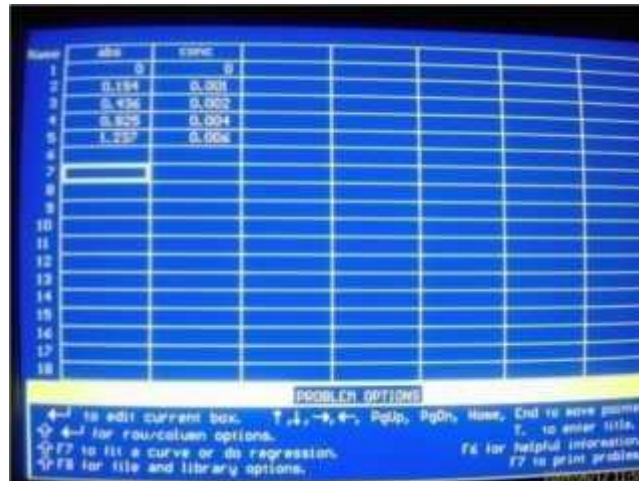 Name abs conc
1 0 0
2 0.184 0.001
3 0.436 0.002
4 0.825 0.004
5 1.237 0.006
6
7
8
9
10
11
12
13
14
15
16
17
18
PROBLEM OPTIONS
to edit current box. ↑,↓,→,←, PgUp, PgDn, Home, End to move pointer
for row/column options. T. to enter title.
F7 to fit a curve or do regression. F6 for helpful information
F8 for file and library options. F7 to print problem